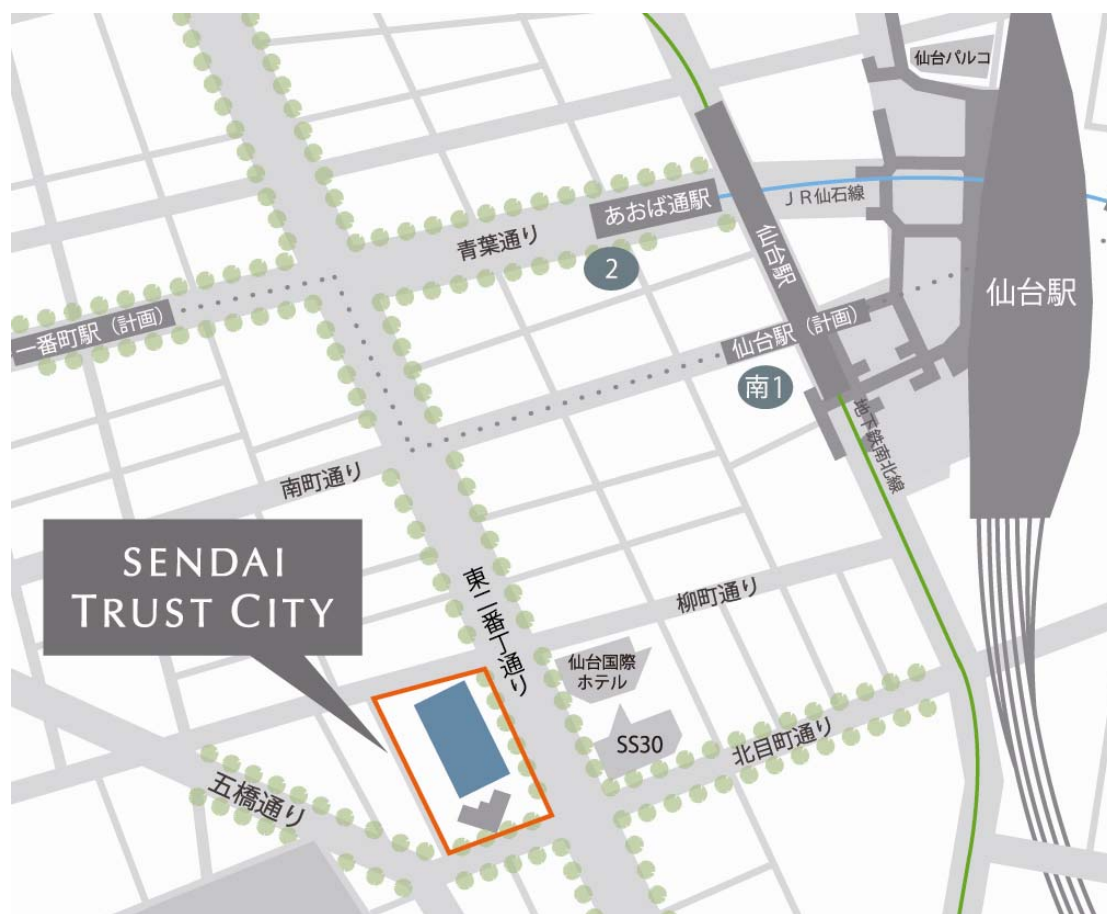 仙台パルコ
JR仙石線
あおば通駅
青葉通り
2
仙台駅
仙台駅
一番町駅(計画)
仙台駅(計画)
南1
地下鉄南北線
南町通り
SENDAI
TRUST CITY
東二番丁通り
柳町通り
仙台国際
ホテル
SS30
北目町通り
五橋通り